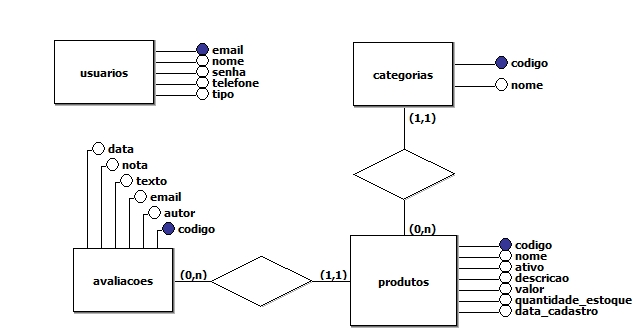 usuarios
email
nome
senha
telefone
tipo
categorias
codigo
nome
(1,1)
data
nota
texto
email
autor
codigo
(0,n)
avaliacoes
(0,n)
(1,1)
produtos
codigo
nome
ativo
descricao
valor
quantidade_estoque
data_cadastro